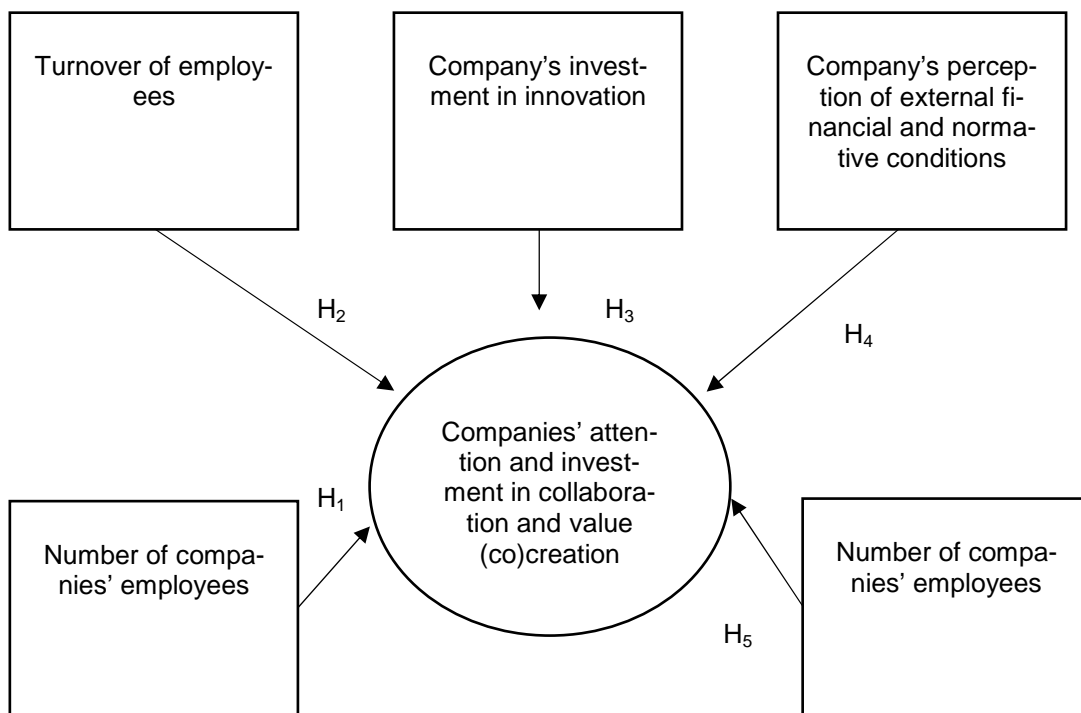 Turnover of employ-
ees
Company's invest-
ment in innovation
Company's percep-
tion of external fi-
nancial and norma-
tive conditions
H₂
H₃
H₄
Companies' atten-
tion and invest-
ment in collabora-
tion and value
(co)creation
H₁
Number of compa-
nies' employees
Number of compa-
nies' employees
H₅